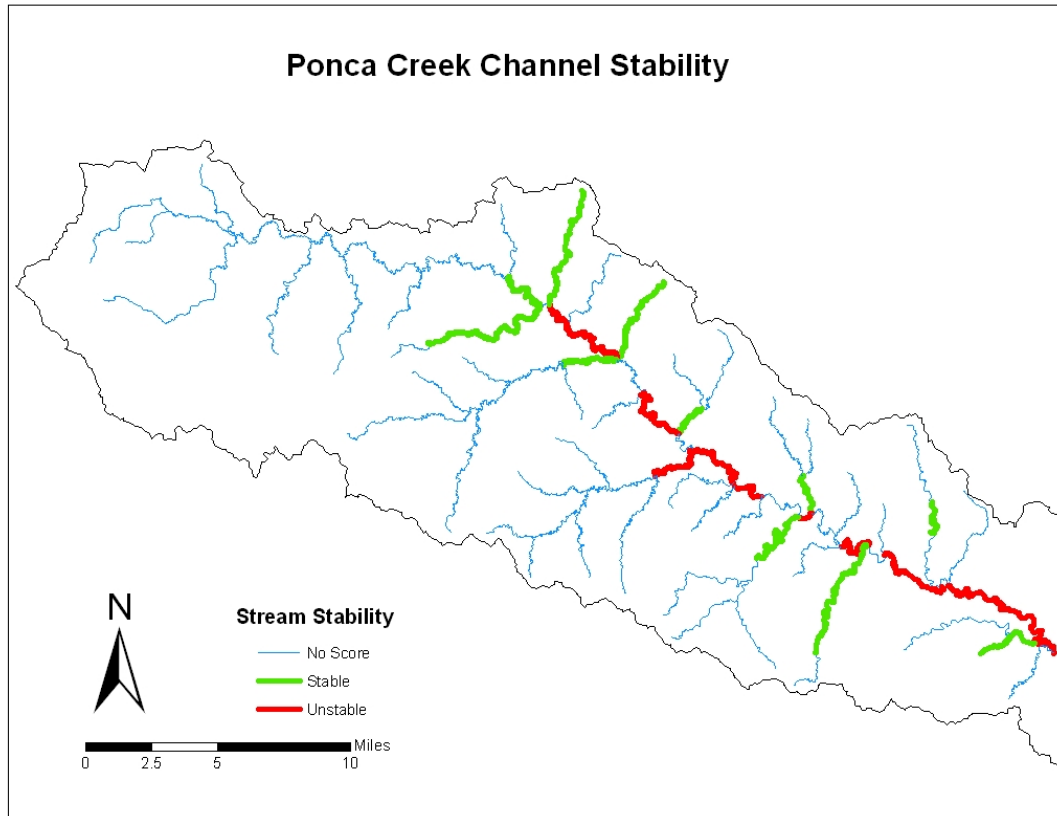 Ponca Creek Channel Stability
N
Stream Stability
No Score
Stable
Unstable
Miles
0 2.5 5 10